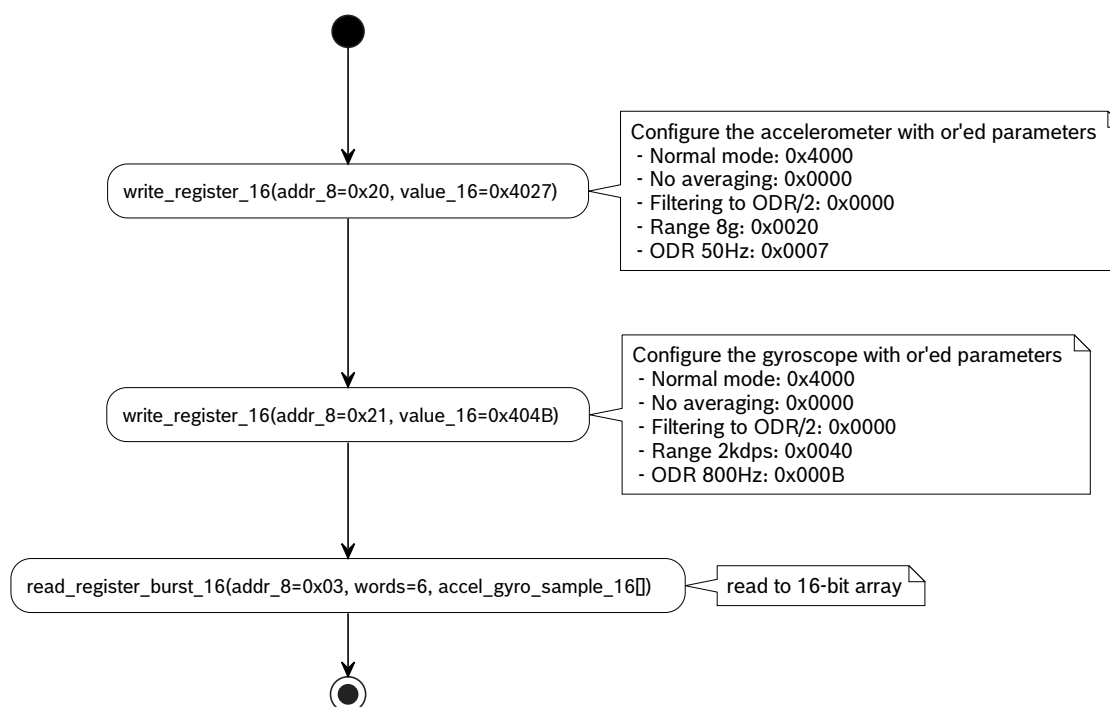 write_register_16(addr_8=0x20, value_16=0x4027)
Configure the accelerometer with or'ed parameters
- Normal mode: 0x4000
- No averaging: 0x0000
- Filtering to ODR/2: 0x0000
- Range 8g: 0x0020
- ODR 50Hz: 0x0007
write_register_16(addr_8=0x21, value_16=0x404B)
Configure the gyroscope with or'ed parameters
- Normal mode: 0x4000
- No averaging: 0x0000
- Filtering to ODR/2: 0x0000
- Range 2kdps: 0x0040
- ODR 800Hz: 0x000B
read_register_burst_16(addr_8=0x03, words=6, accel_gyro_sample_16[])
read to 16-bit array